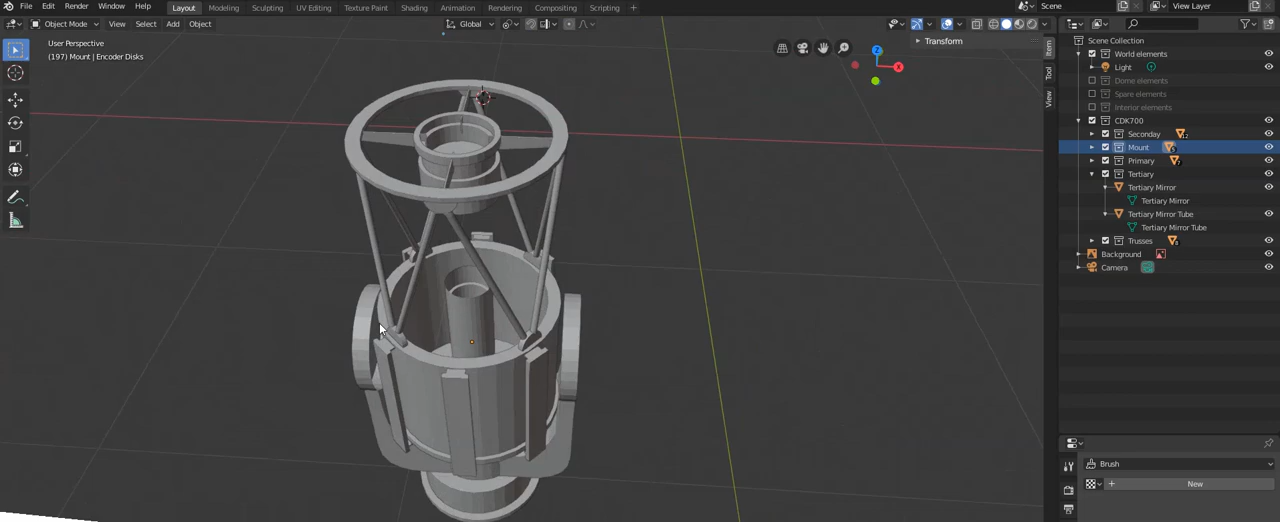 File Edit Render Window Help Layout Modeling Sculpting UV Editing Texture Paint Shading Animation Rendering Compositing Scripting + Scene View Layer
Object Mode View Select Add Object Global
User Perspective
(197) Mount | Encoder Disks
Transform
Item
Tool
View
Z
X
Scene Collection
World elements
Light
Dome elements
Spare elements
Interior elements
CDK700
Seconday
Mount
Primary
Tertiary
Tertiary Mirror
Tertiary Mirror
Tertiary Mirror Tube
Tertiary Mirror Tube
Trusses
Background
Camera
Brush
+ New